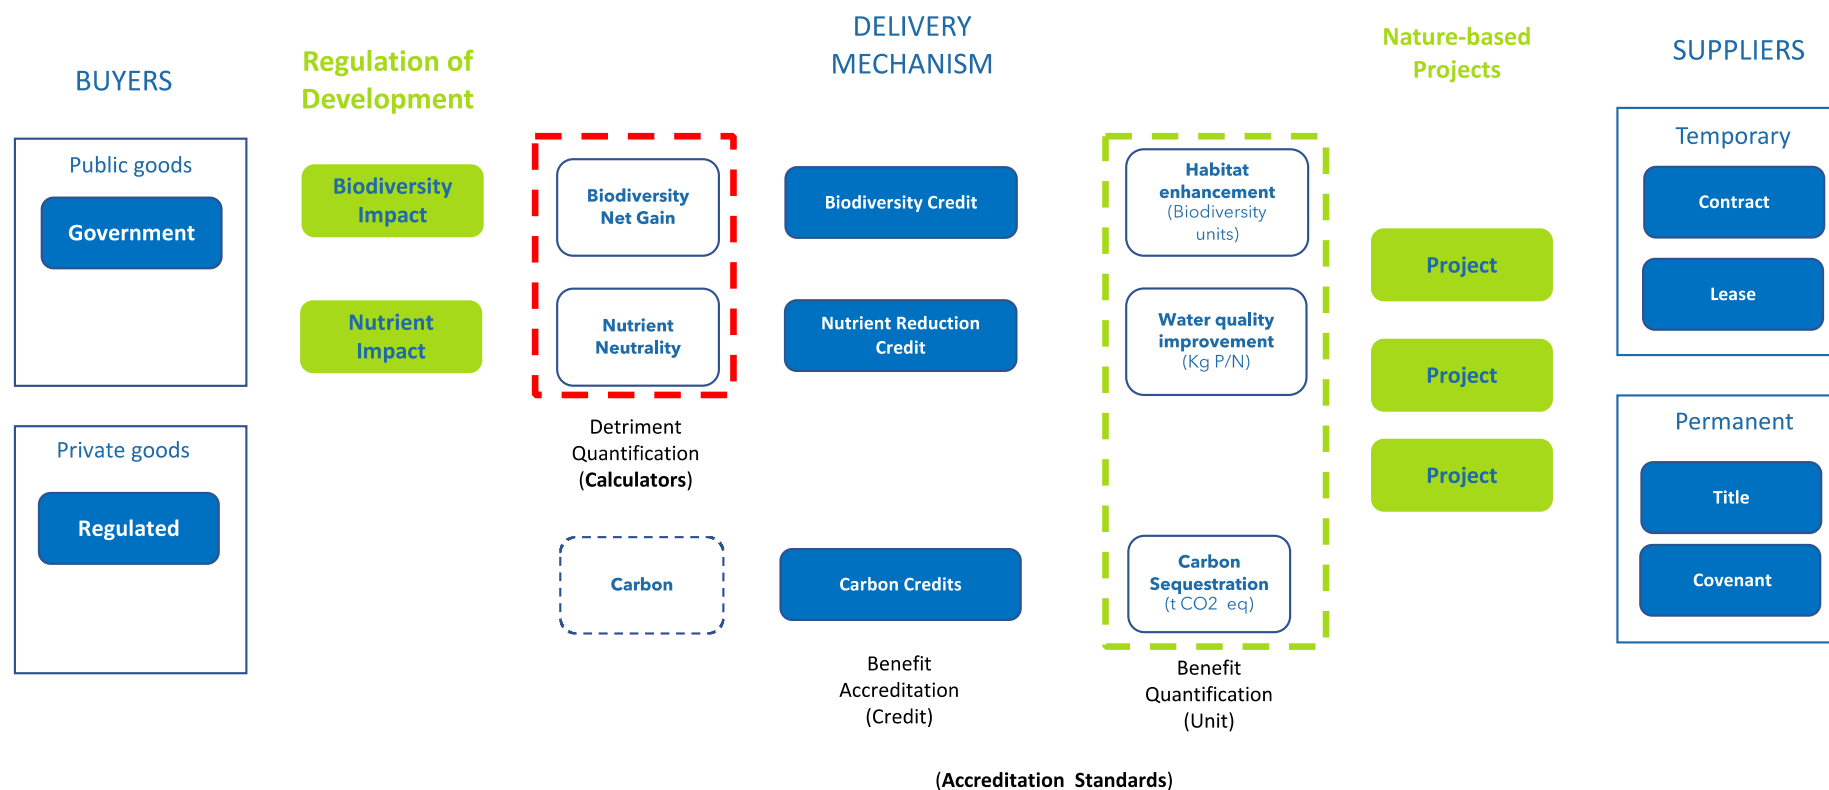 BUYERS
Public goods
Government
Private goods
Regulated
Regulation of
Development
Biodiversity
Impact
Nutrient
Impact
DELIVERY
MECHANISM
Biodiversity
Net Gain
Nutrient
Neutrality
Detriment
Quantification
(Calculators)
Carbon
Biodiversity Credit
Nutrient Reduction
Credit
Carbon Credits
Benefit
Accreditation
(Credit)
Habitat
enhancement
(Biodiversity
units)
Water quality
improvement
(Kg P/N)
Carbon
Sequestration
(t CO2 eq)
Benefit
Quantification
(Unit)
(Accreditation Standards)
Nature-based
Projects
Project
Project
Project
SUPPLIERS
Temporary
Contract
Lease
Permanent
Title
Covenant